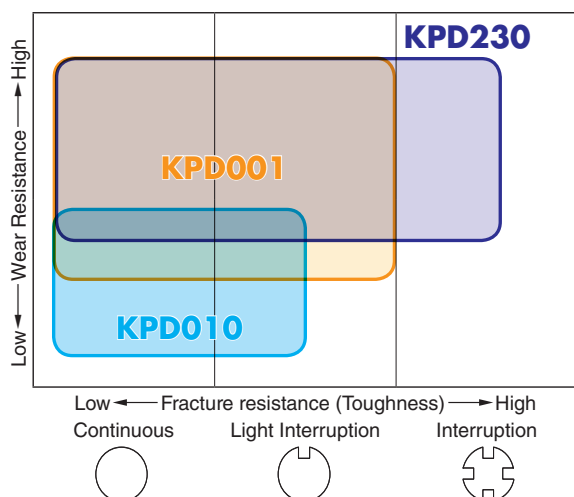 KPD230
KPD001
KPD010
Low Wear Resistance High
Low Fracture resistance (Toughness) High
Continuous Light Interruption Interruption